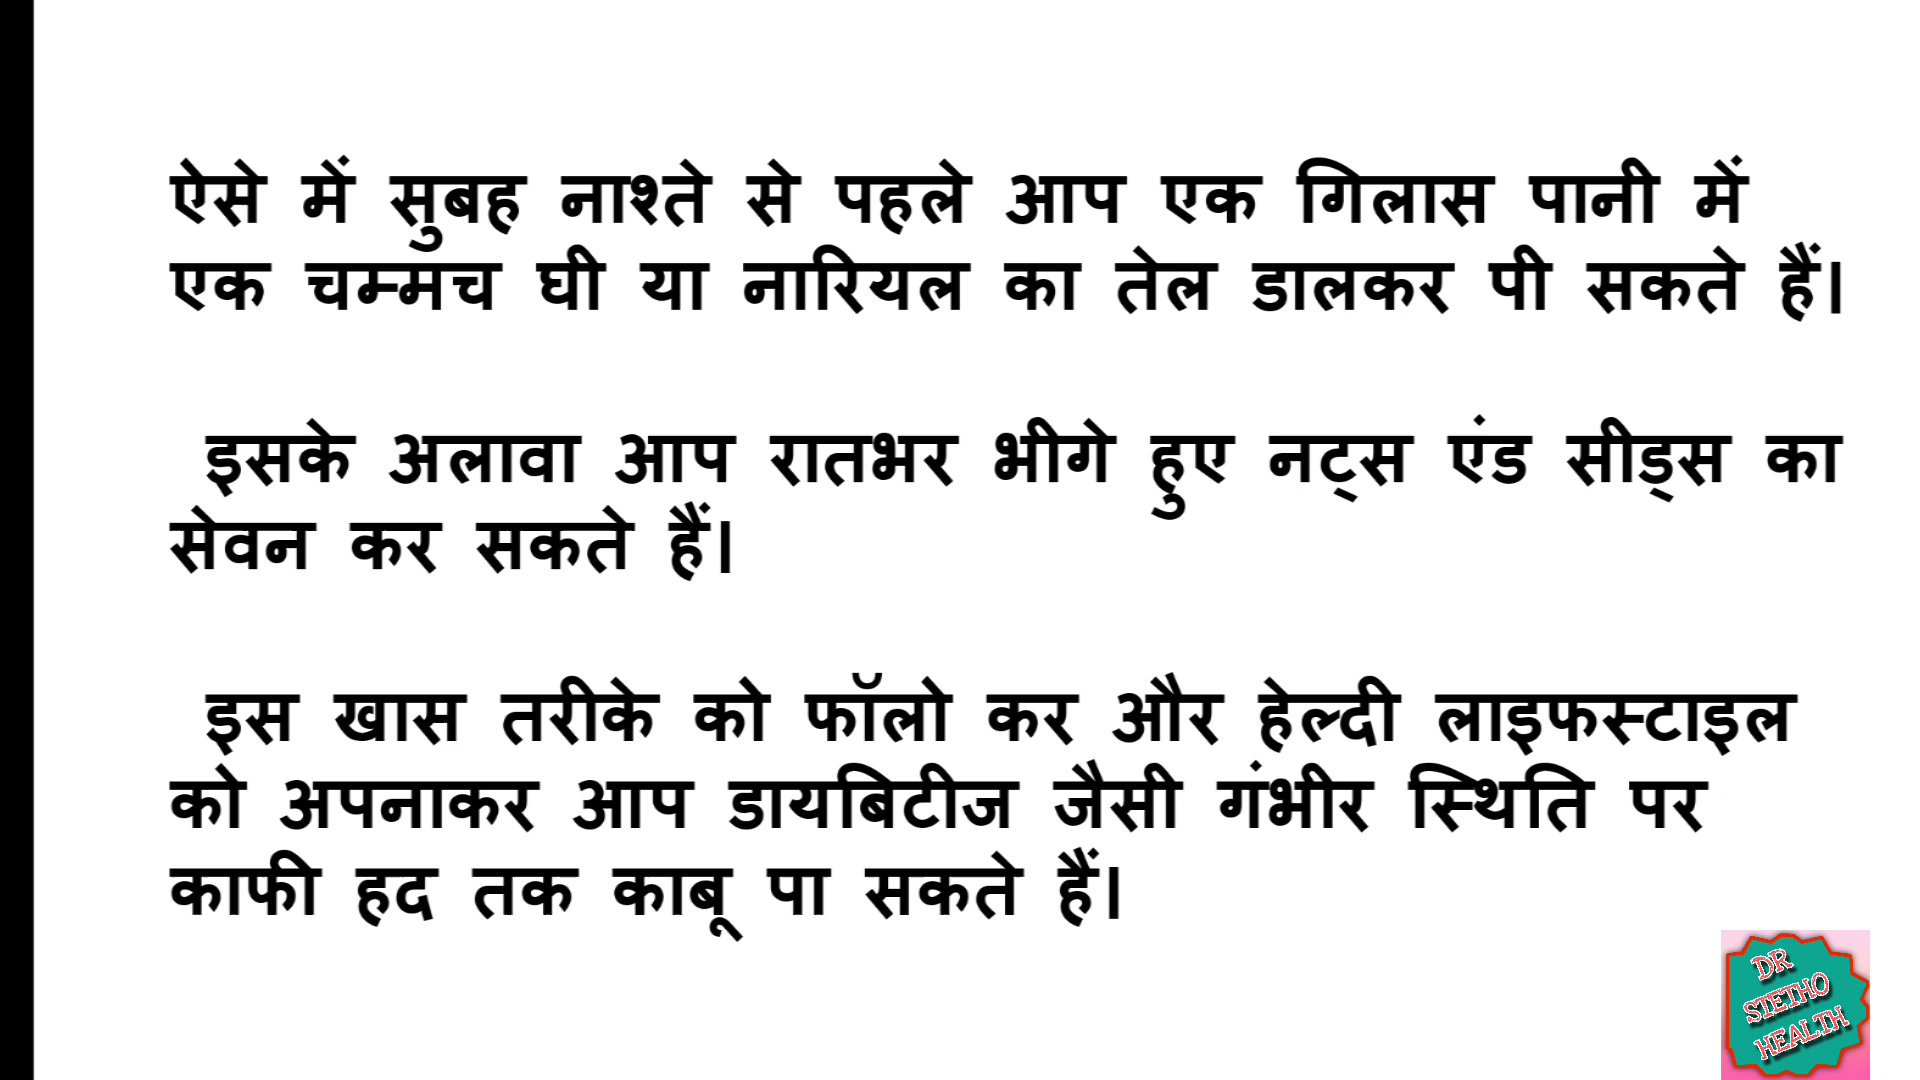 ऐसे में सुबह नाश्ते से पहले आप एक गिलास पानी में
एक चम्मच घी या नारियल का तेल डालकर पी सकते हैं।
इसके अलावा आप रातभर भीगे हुए नट्स एंड सीड्स का
सेवन कर सकते हैं।
इस खास तरीके को फॉलो कर और हेल्दी लाइफस्टाइल
को अपनाकर आप डायबिटीज जैसी गंभीर स्थिति पर
काफी हद तक काबू पा सकते हैं।
DR
STETHO
HEALTH